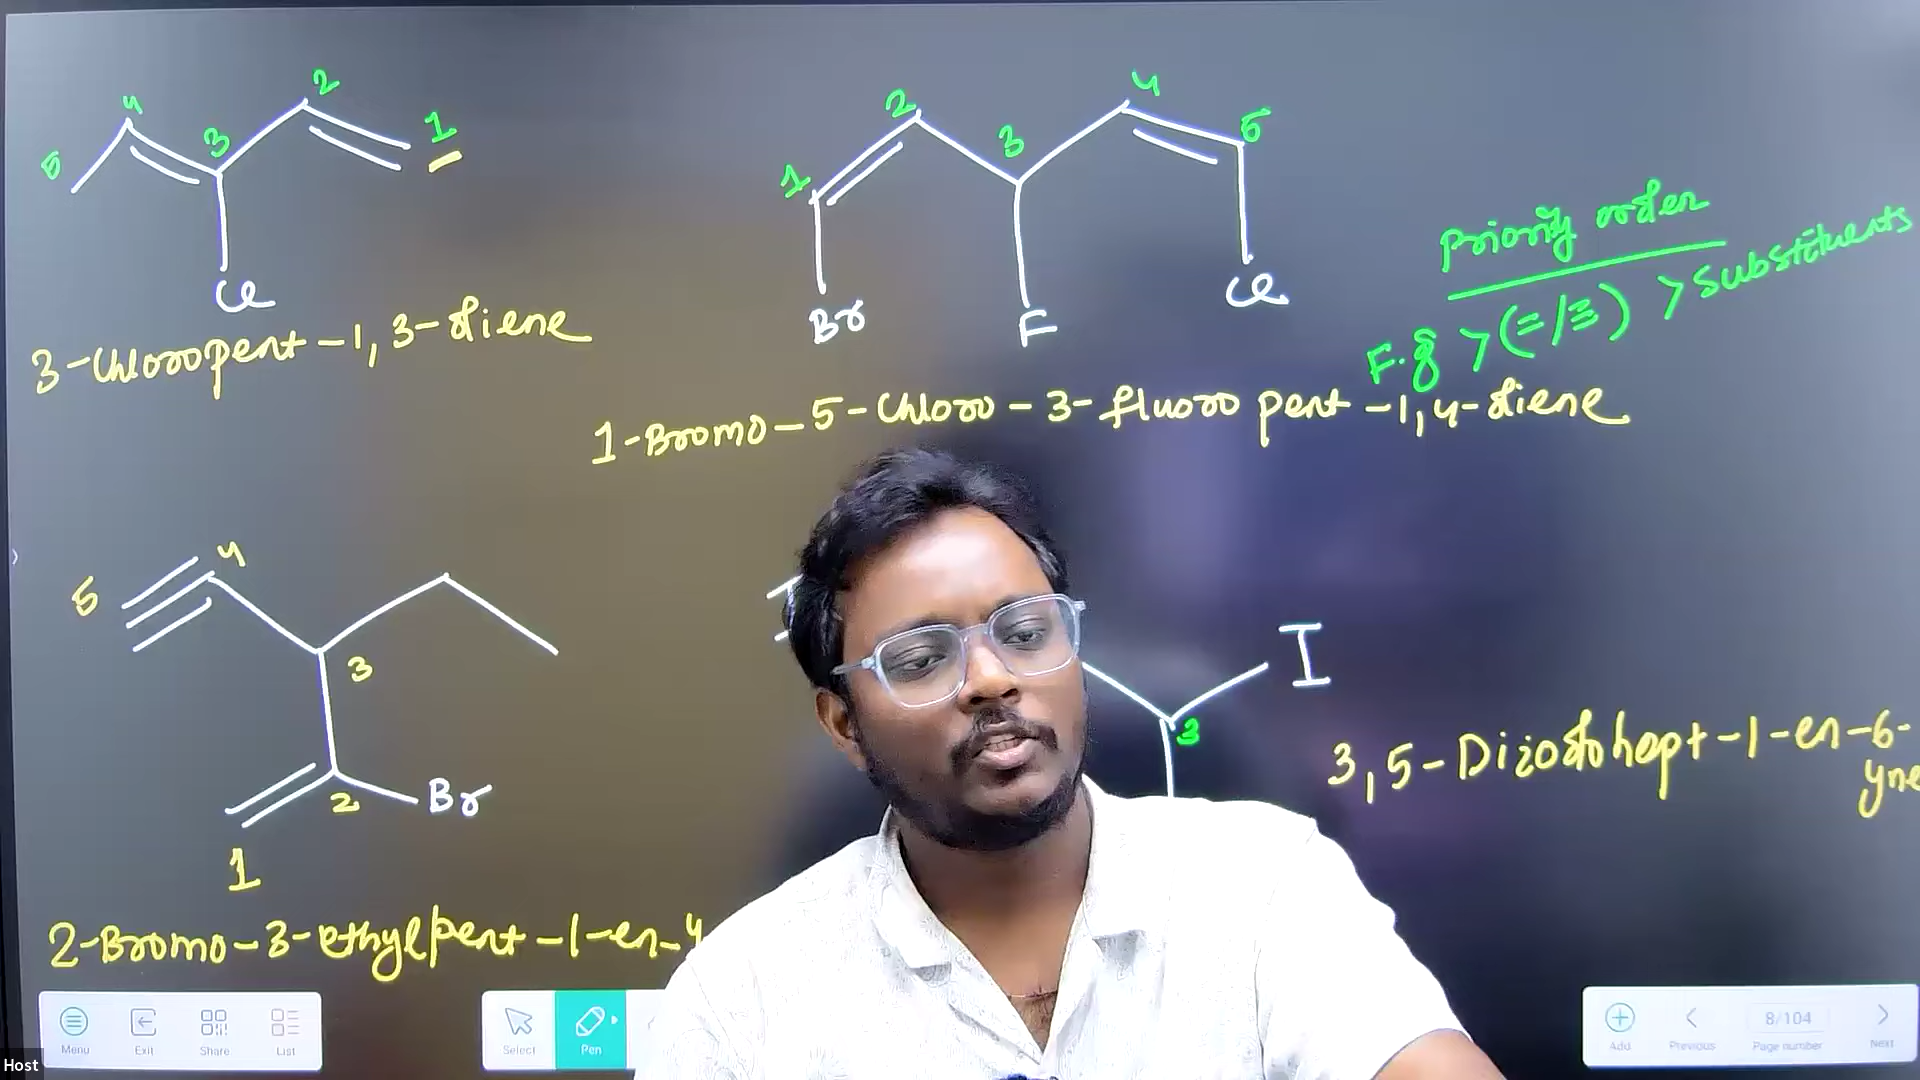 5 4 3 2 1
Cl
3-Chloropent-1,3-diene
1 2 3 4 5
Br F Cl
Priority order
F.g > (=/≡) > Substituents
1-Bromo-5-Chloro-3-fluoro pent-1,4-diene
5 4
3
2 Br
1
2-Bromo-3-ethylpent-1-en-4
I
3
3,5-Diiodohept-1-en-6-
yne
Menu Exit Share List
Select Pen
Add Previous 8/104 Page number Next
Host